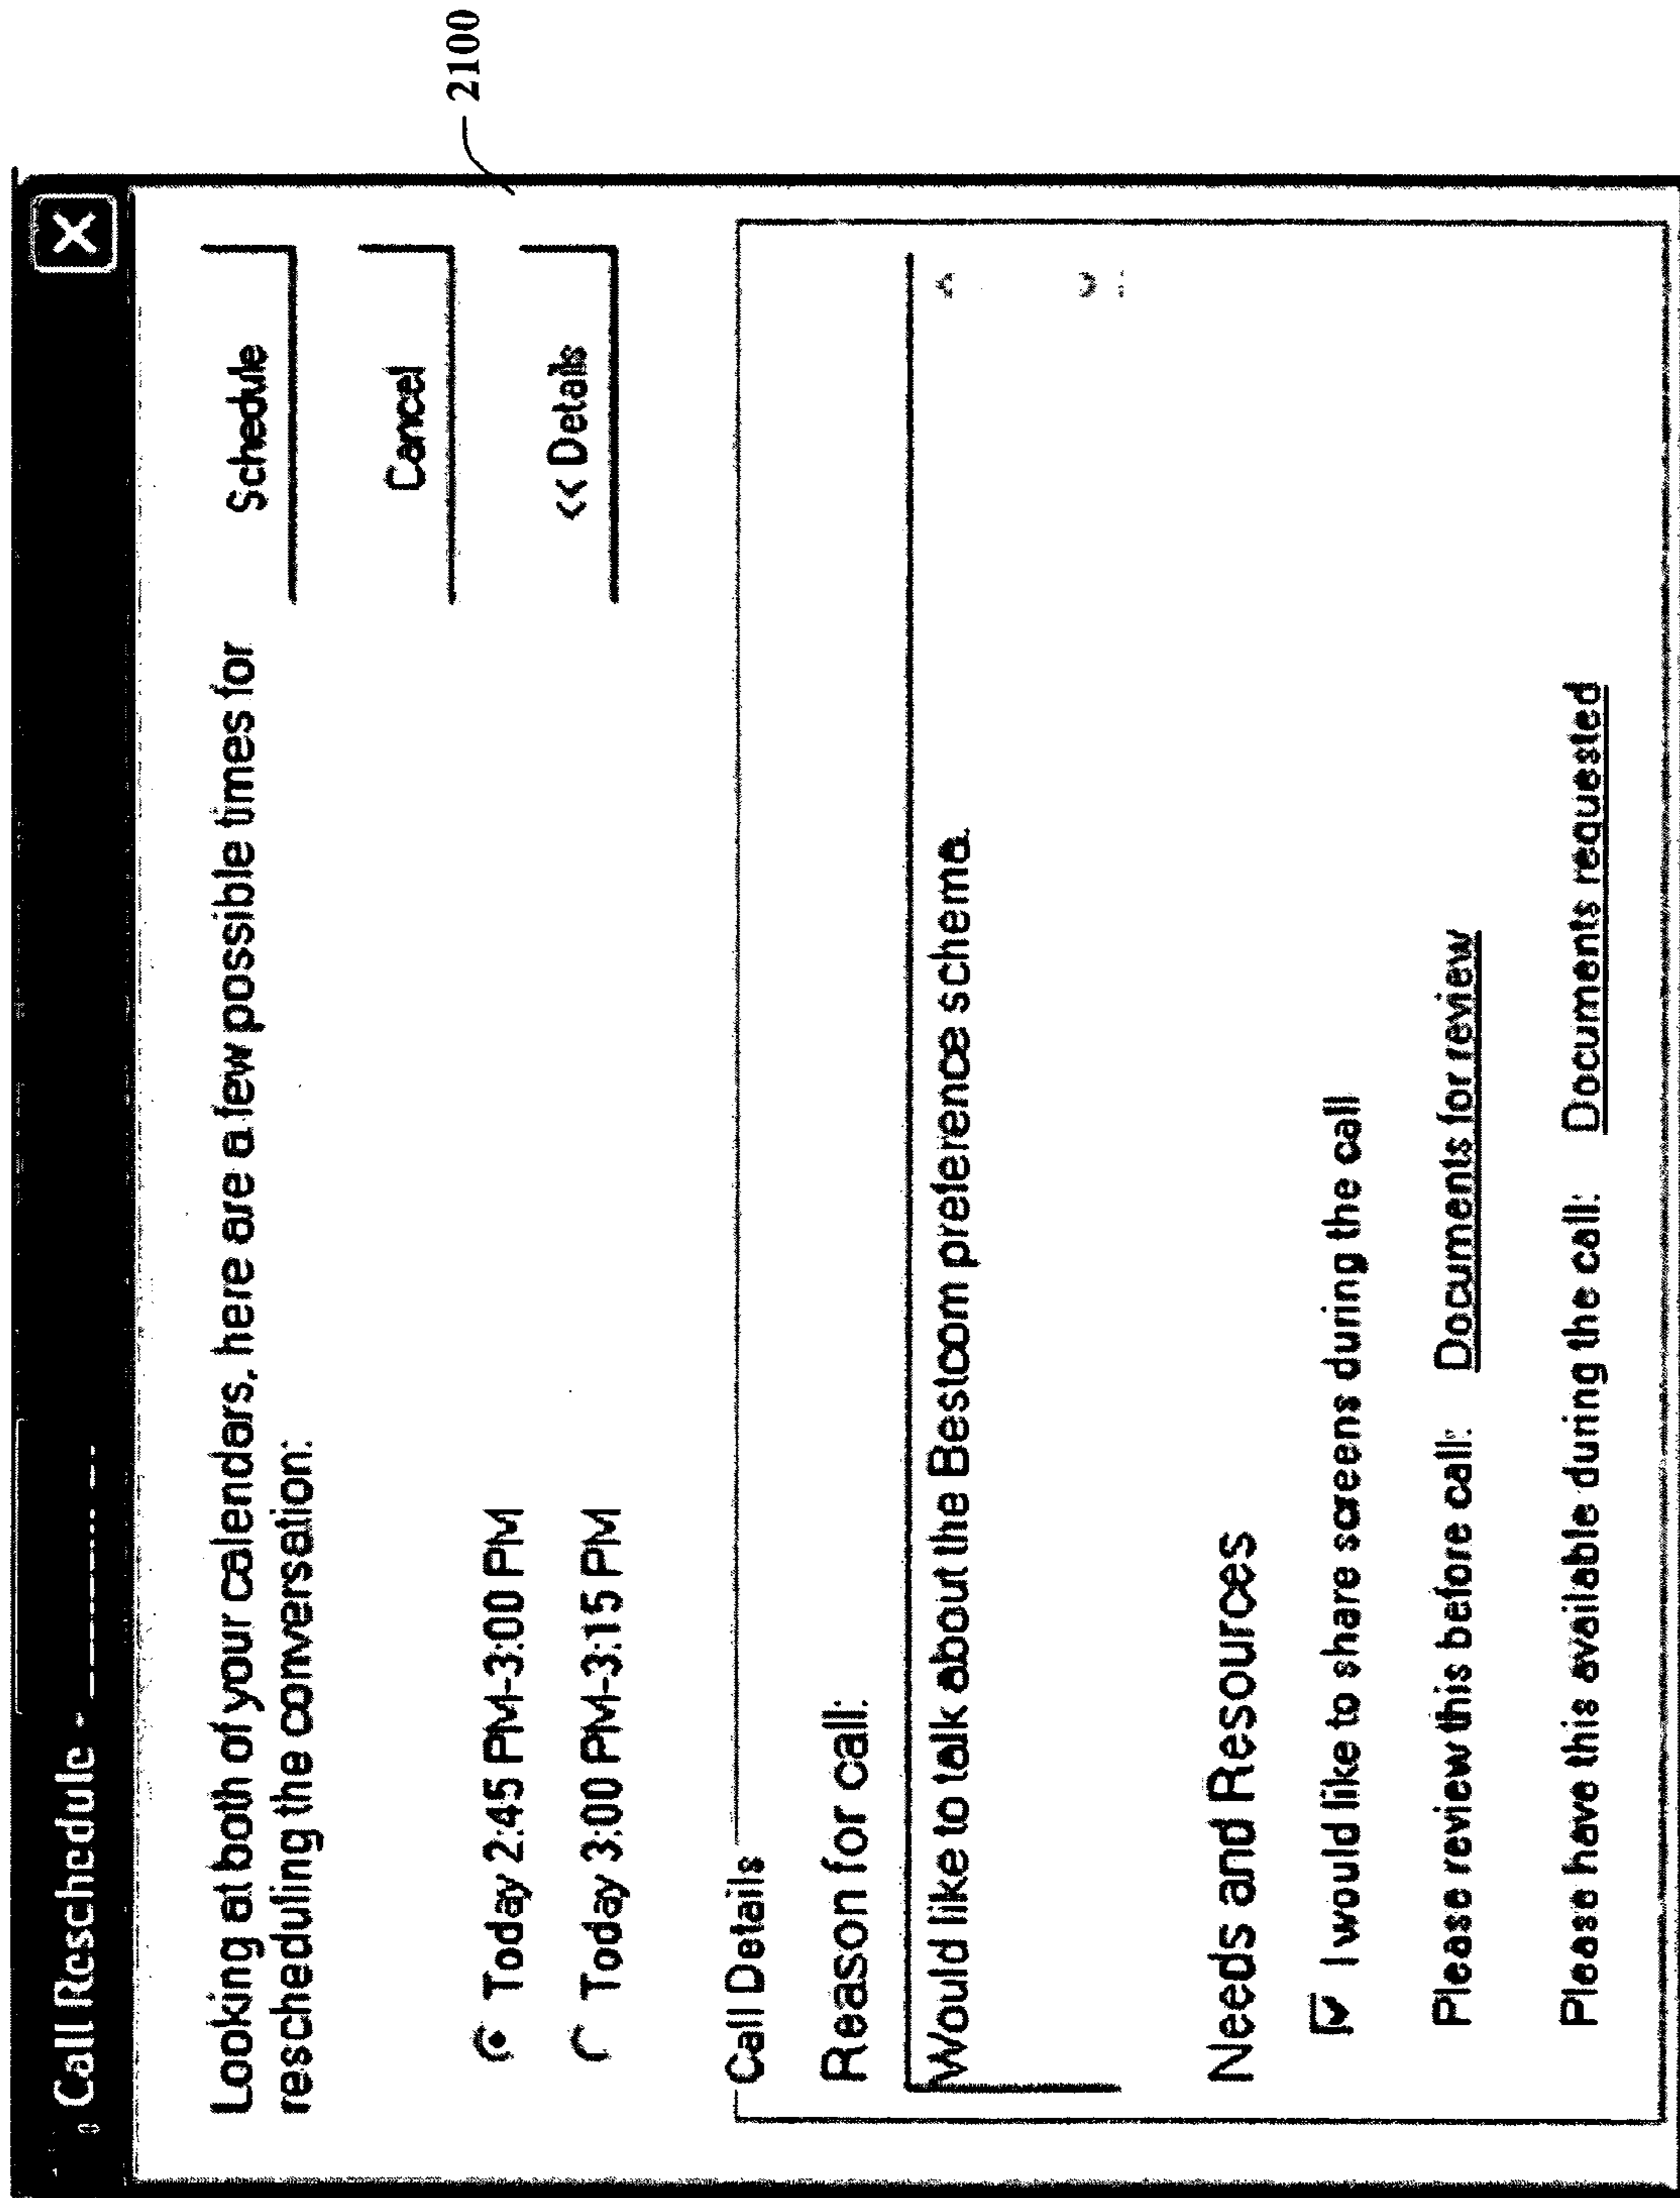 Call Reschedule -
Looking at both of your calendars, here are a few possible times for
rescheduling the conversation:
Schedule
Cancel
<< Details
Today 2:45 PM-3:00 PM
Today 3:00 PM-3:15 PM
Call Details
Reason for call:
Would like to talk about the Bestcom preference schema.
Needs and Resources
I would like to share screens during the call
Please review this before call: Documents for review
Please have this available during the call: Documents requested
2100